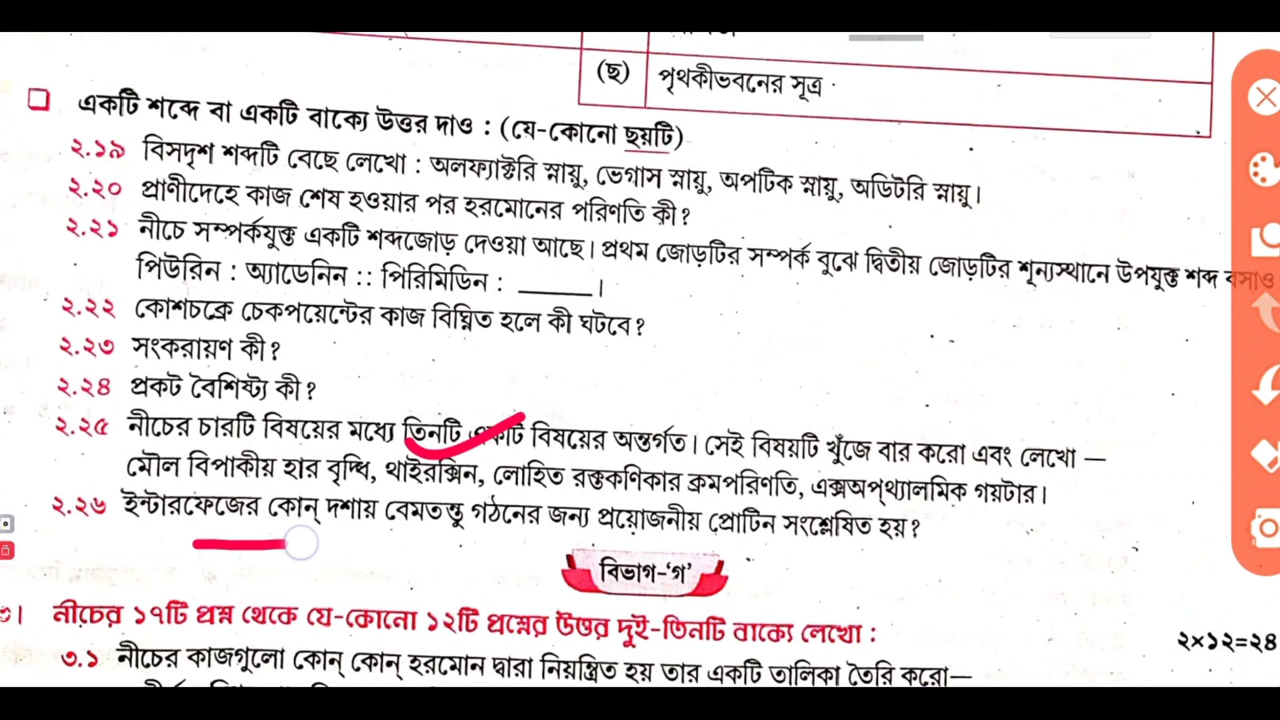 (ছ) পৃথকীভবনের সূত্র
একটি শব্দে বা একটি বাক্যে উত্তর দাও : (যে-কোনো ছয়টি)
২.১৯ বিসদৃশ শব্দটি বেছে লেখো : অলফ্যাক্টরি স্নায়ু, ভেগাস স্নায়ু, অপটিক স্নায়ু, অডিটরি স্নায়ু।
২.২০ প্রাণীদেহে কাজ শেষ হওয়ার পর হরমোনের পরিণতি কী?
২.২১ নীচে সম্পর্কযুক্ত একটি শব্দজোড় দেওয়া আছে। প্রথম জোড়টির সম্পর্ক বুঝে দ্বিতীয় জোড়টির শূন্যস্থানে উপযুক্ত শব্দ বসাও
পিউরিন : অ্যাডেনিন :: পিরিমিডিন : _____।
২.২২ কোশচক্রে চেকপয়েন্টের কাজ বিঘ্নিত হলে কী ঘটবে?
২.২৩ সংকরায়ণ কী?
২.২৪ প্রকট বৈশিষ্ট্য কী?
২.২৫ নীচের চারটি বিষয়ের মধ্যে তিনটি একটি বিষয়ের অন্তর্গত। সেই বিষয়টি খুঁজে বার করো এবং লেখো —
মৌল বিপাকীয় হার বৃদ্ধি, থাইরক্সিন, লোহিত রক্তকণিকার ক্রমপরিণতি, এক্সঅপ্‌থ্যালমিক গয়টার।
২.২৬ ইন্টারফেজের কোন্ দশায় বেমতন্তু গঠনের জন্য প্রয়োজনীয় প্রোটিন সংশ্লেষিত হয়?
বিভাগ-‘গ’
৩। নীচের ১৭টি প্রশ্ন থেকে যে-কোনো ১২টি প্রশ্নের উত্তর দুই-তিনটি বাক্যে লেখো :
২×১২=২৪
৩.১ নীচের কাজগুলো কোন্ কোন্ হরমোন দ্বারা নিয়ন্ত্রিত হয় তার একটি তালিকা তৈরি করো—